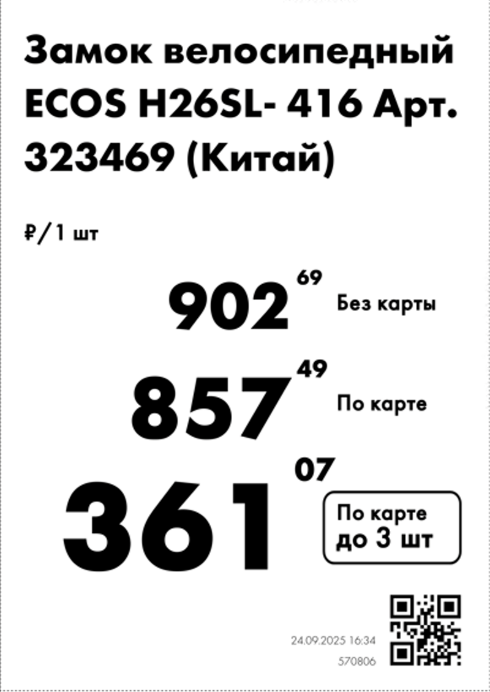 Замок велосипедный
ECOS H26SL- 416 Арт.
323469 (Китай)
₽/1 шт
902 69 Без карты
857 49 По карте
361 07 По карте
до 3 шт
24.09.2025 16:34
570806